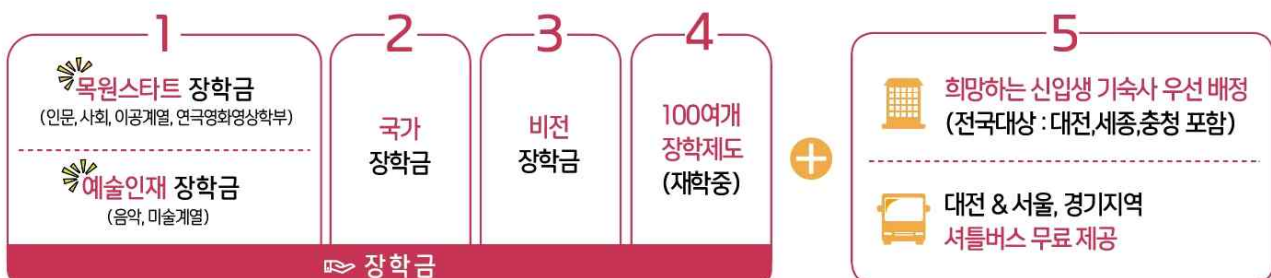 1
목원스타트 장학금
(인문, 사회, 이공계열, 연극영화영상학부)
예술인재 장학금
(음악, 미술계열)
2
국가
장학금
3
비전
장학금
4
100여개
장학제도
(재학중)
장학금
5
희망하는 신입생 기숙사 우선 배정
(전국대상 : 대전,세종,충청 포함)
대전 & 서울, 경기지역
셔틀버스 무료 제공